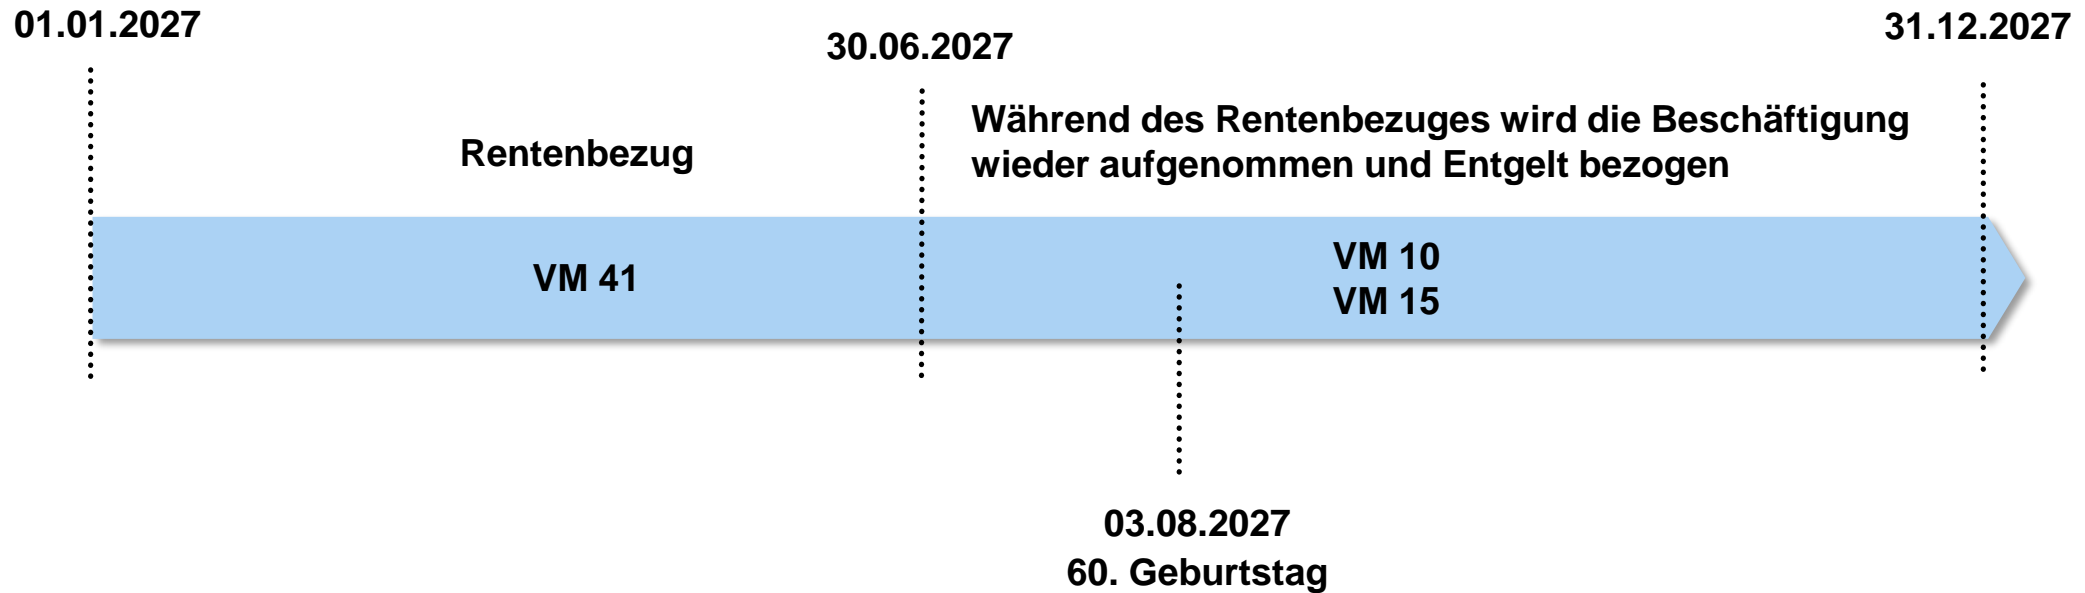 01.01.2027
30.06.2027
31.12.2027
Rentenbezug
Während des Rentenbezuges wird die Beschäftigung
wieder aufgenommen und Entgelt bezogen
VM 41
VM 10
VM 15
03.08.2027
60. Geburtstag